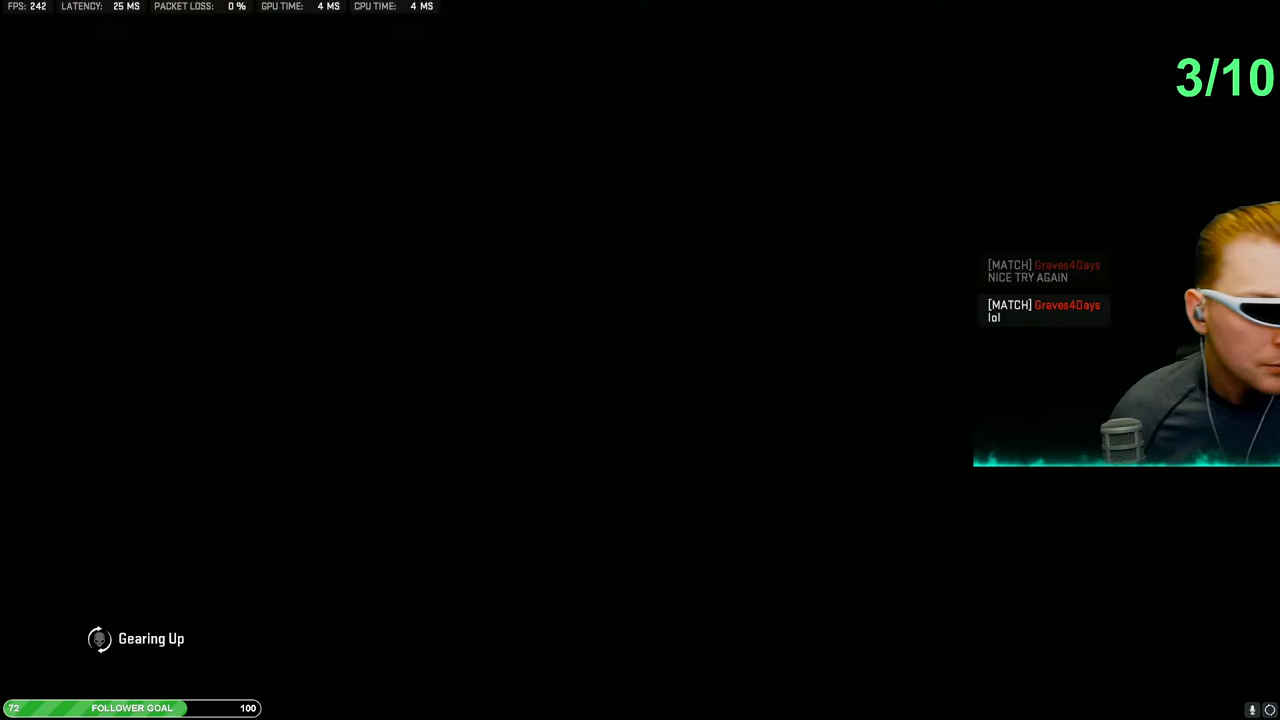 FPS: 242 LATENCY: 25 MS PACKET LOSS: 0 % GPU TIME: 4 MS CPU TIME: 4 MS
3/10
[MATCH] Graves4Days
NICE TRY AGAIN
[MATCH] Graves4Days
lol
Gearing Up
72 FOLLOWER GOAL 100